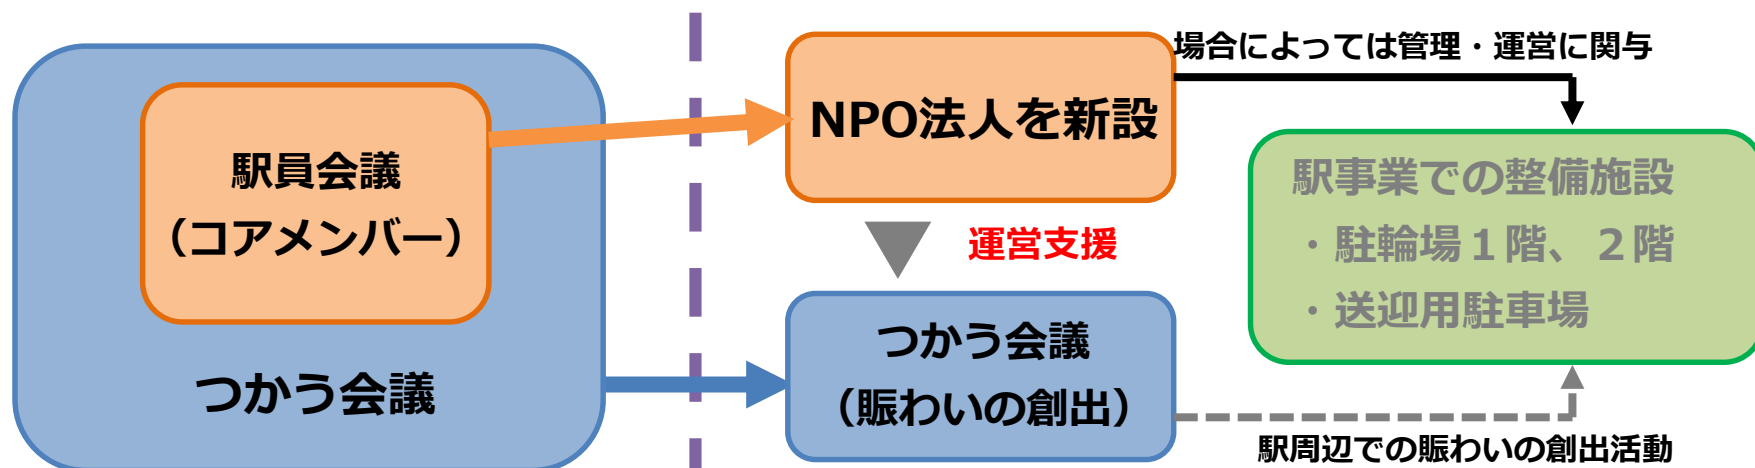 駅員会議
（コアメンバー）
つかう会議
NPO法人を新設
運営支援
つかう会議
（賑わいの創出）
場合によっては管理・運営に関与
駅事業での整備施設
・駐輪場１階、２階
・送迎用駐車場
駅周辺での賑わいの創出活動